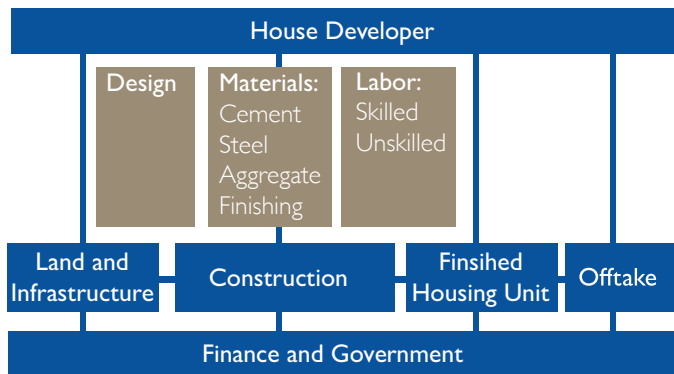 House Developer
Design
Materials:
Cement
Steel
Aggregate
Finishing
Labor:
Skilled
Unskilled
Land and
Infrastructure
Construction
Finsihed
Housing Unit
Offtake
Finance and Government